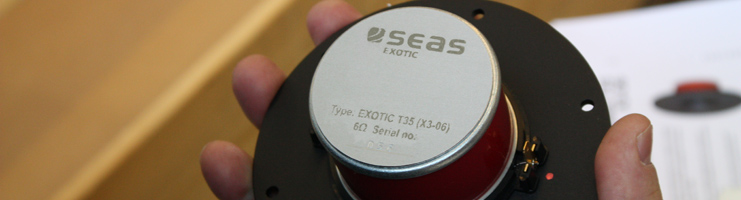 seas
EXOTIC
Type: EXOTIC T35 (X3-06)
6Ω Serial no: